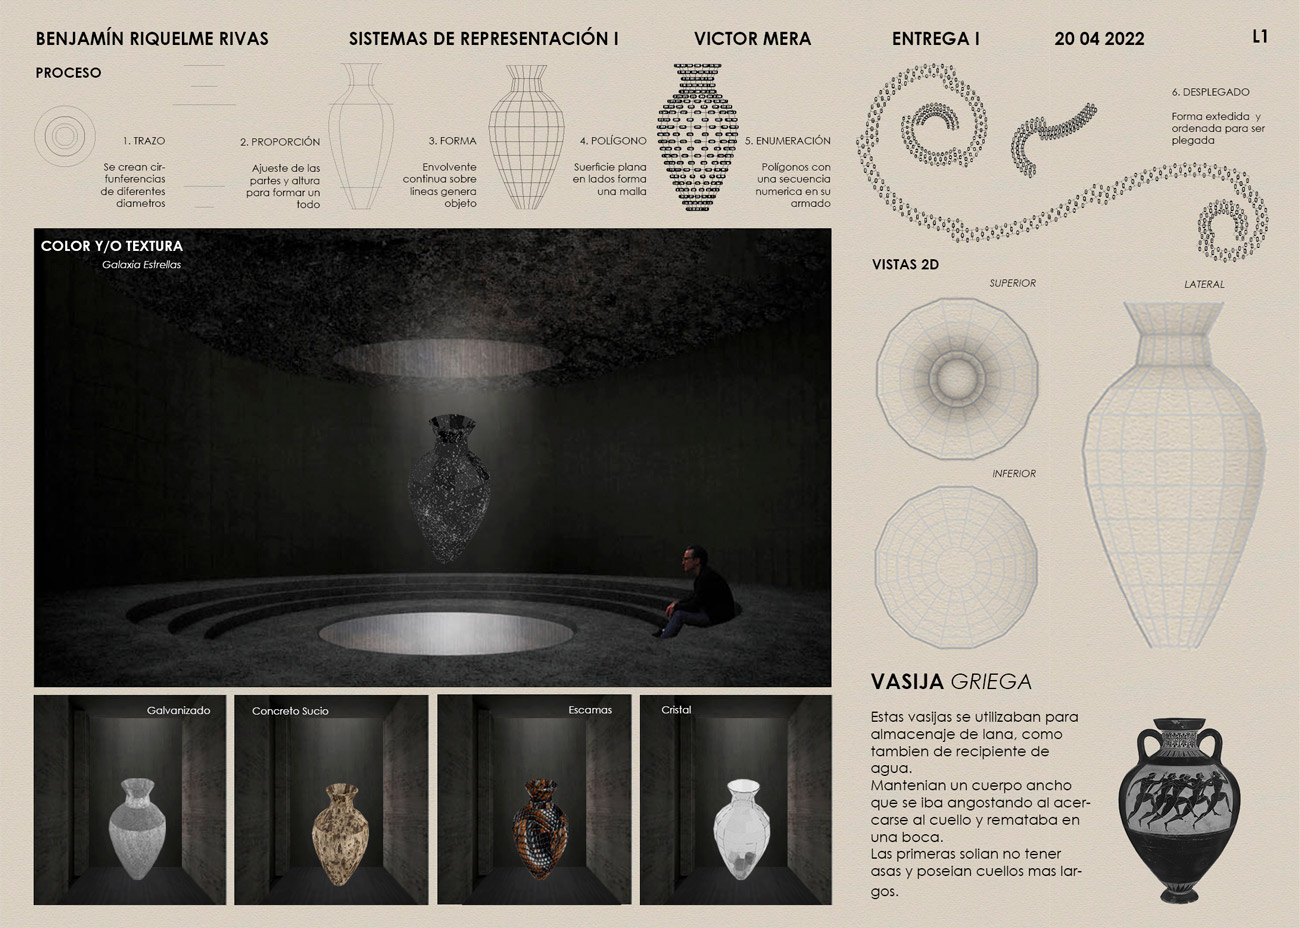 BENJAMÍN RIQUELME RIVAS
SISTEMAS DE REPRESENTACIÓN I
VICTOR MERA
ENTREGA I
20 04 2022
L1
PROCESO
1. TRAZO
Se crean cir-
funferencias
de diferentes
diametros
2. PROPORCIÓN
Ajueste de las
partes y altura
para formar un
todo
3. FORMA
Envolvente
continua sobre
lineas genera
objeto
4. POLÍGONO
Suerficie plana
en lados forma
una malla
5. ENUMERACIÓN
Polígonos con
una secuencia
numerica en su
armado
6. DESPLEGADO
Forma extedida y
ordenada para ser
plegada
COLOR Y/O TEXTURA
Galaxia Estrellas
VISTAS 2D
SUPERIOR
LATERAL
INFERIOR
Galvanizado
Concreto Sucio
Escamas
Cristal
VASIJA GRIEGA
Estas vasijas se utilizaban para
almacenaje de lana, como
tambien de recipiente de
agua.
Mantenian un cuerpo ancho
que se iba angostando al acer-
carse al cuello y remataba en
una boca.
Las primeras solian no tener
asas y poseian cuellos mas lar-
gos.